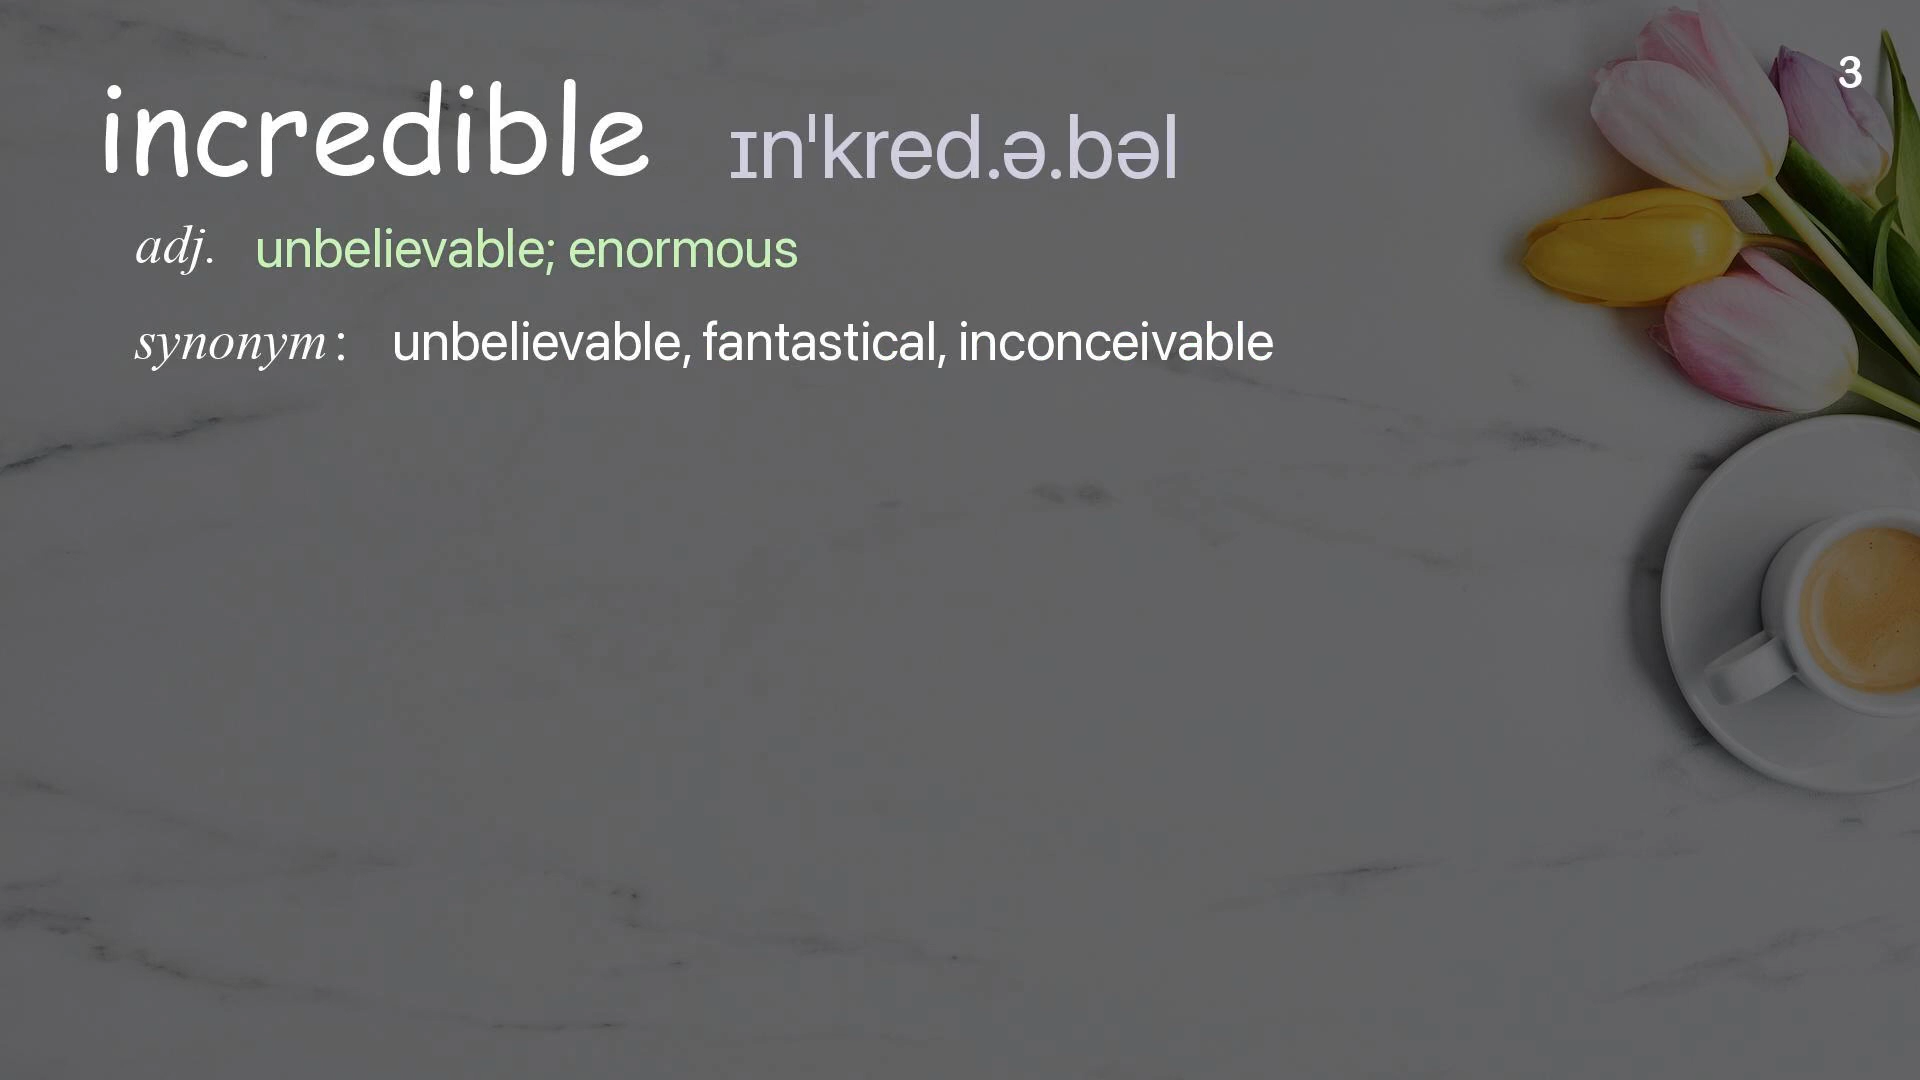 3
incredible ɪnˈkred.ə.bəl
adj. unbelievable; enormous
synonym: unbelievable, fantastical, inconceivable